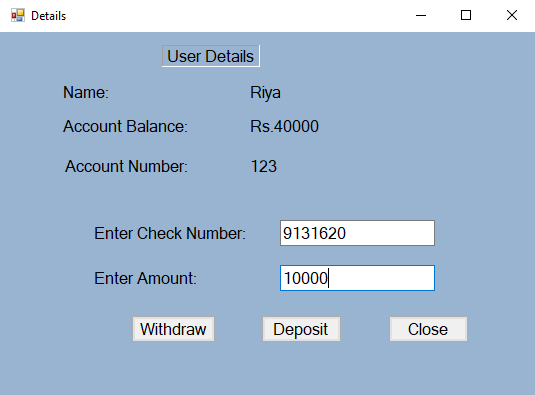 Details
User Details
Name: Riya
Account Balance: Rs.40000
Account Number: 123
Enter Check Number: 9131620
Enter Amount: 10000
Withdraw Deposit Close